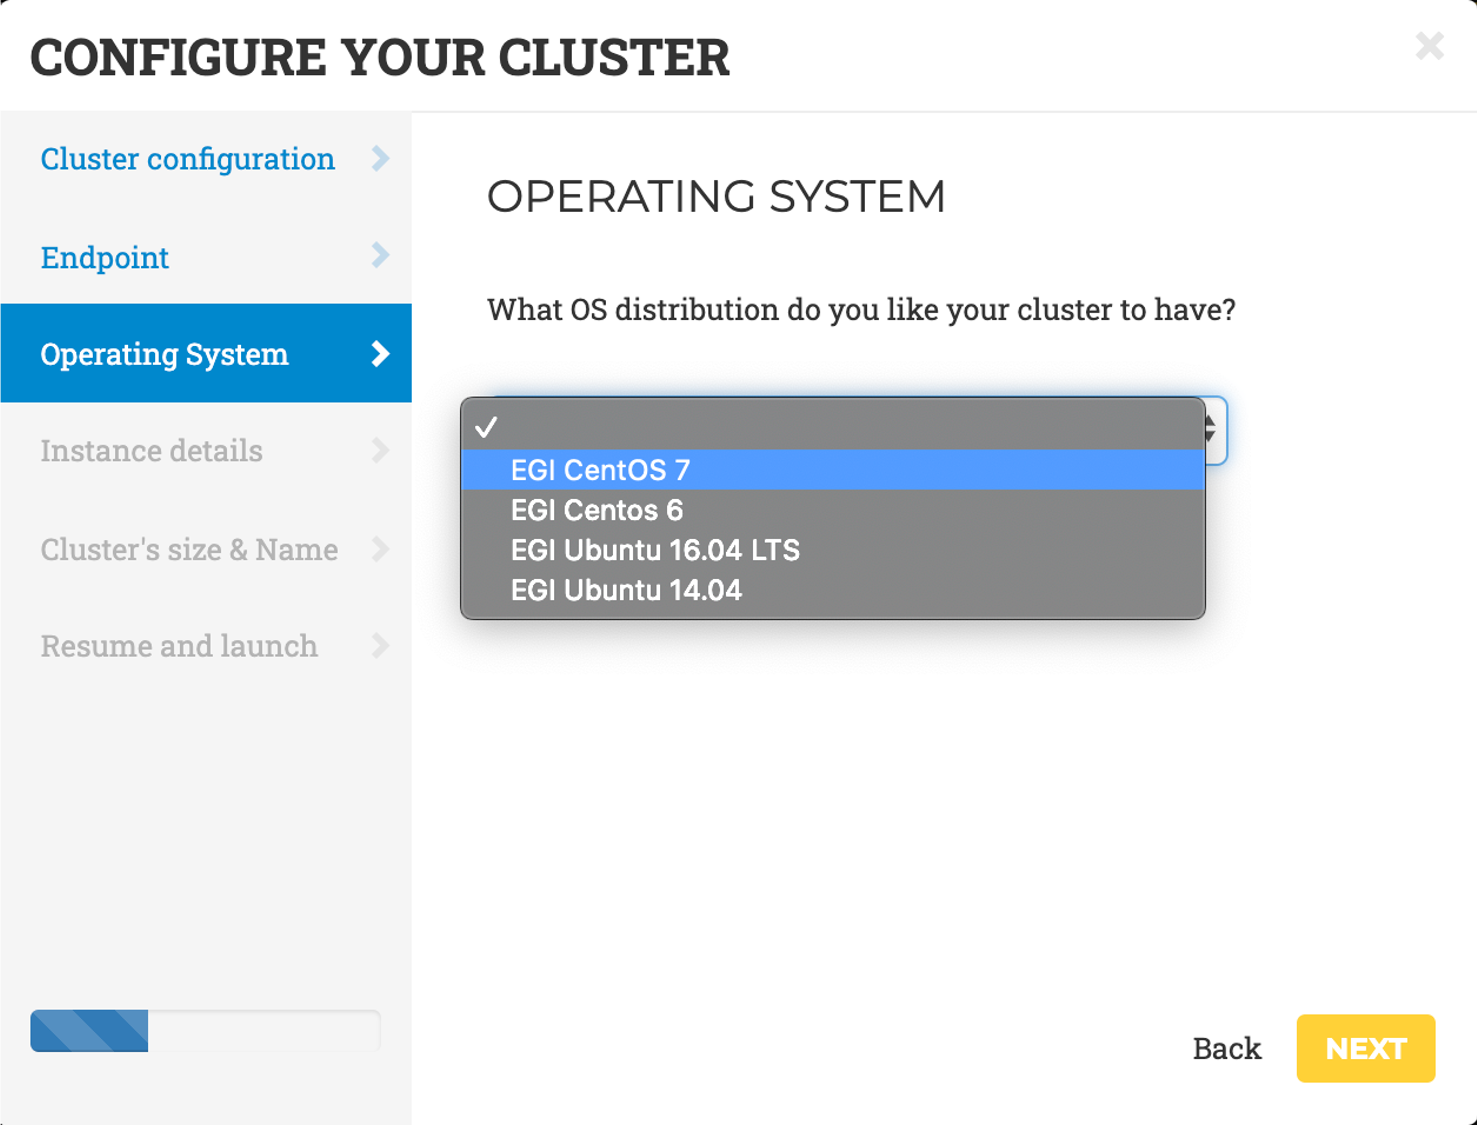 CONFIGURE YOUR CLUSTER
Cluster configuration
Endpoint
Operating System
Instance details
Cluster's size & Name
Resume and launch
OPERATING SYSTEM
What OS distribution do you like your cluster to have?
EGI CentOS 7
EGI Centos 6
EGI Ubuntu 16.04 LTS
EGI Ubuntu 14.04
Back
NEXT